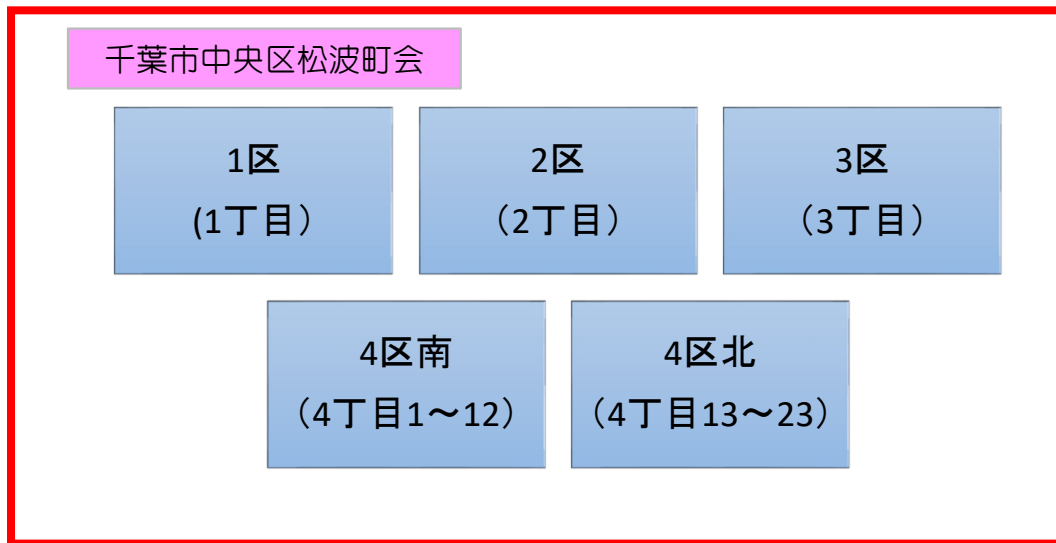 千葉市中央区松波町会
1区
(1丁目）
2区
（2丁目）
3区
（3丁目）
4区南
（4丁目1～12）
4区北
（4丁目13～23）